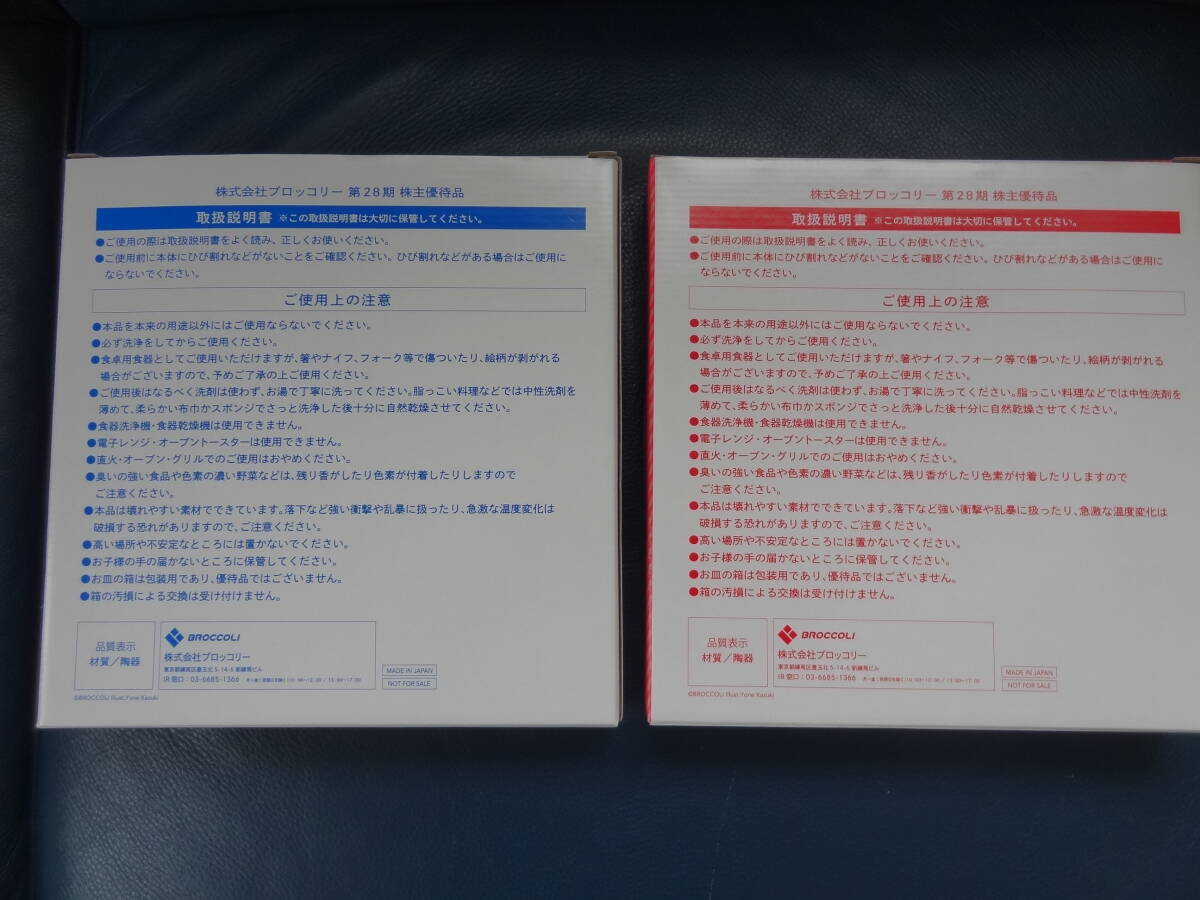 株式会社ブロッコリー 第28期 株主優待品
取扱説明書 ※この取扱説明書は大切に保管してください。
●ご使用の際は取扱説明書をよく読み、正しくお使いください。
●ご使用前に本体にひび割れなどがないことをご確認ください。ひび割れなどがある場合はご使用に
ならないでください。
ご使用上の注意
●本品を本来の用途以外にはご使用ならないでください。
●必ず洗浄をしてからご使用ください。
●食卓用食器としてご使用いただけますが、箸やナイフ、フォーク等で傷ついたり、絵柄が剥がれる
場合がございますので、予めご了承の上ご使用ください。
●ご使用後はなるべく洗剤は使わず、お湯で丁寧に洗ってください。脂っこい料理などでは中性洗剤を
薄めて、柔らかい布巾かスポンジでさっと洗浄した後十分に自然乾燥させてください。
●食器洗浄機・食器乾燥機は使用できません。
●電子レンジ・オーブントースターは使用できません。
●直火・オーブン・グリルでのご使用はおやめください。
●臭いの強い食品や色素の濃い野菜などは、残り香がしたり色素が付着したりしますので
ご注意ください。
●本品は壊れやすい素材でできています。落下など強い衝撃や乱暴に扱ったり、急激な温度変化は
破損する恐れがありますので、ご注意ください。
●高い場所や不安定なところには置かないでください。
●お子様の手の届かないところに保管してください。
●お皿の箱は包装用であり、優待品ではございません。
●箱の汚損による交換は受け付けません。
品質表示
材質/陶器
BROCCOLI
株式会社ブロッコリー
東京都練馬区豊玉北5-14-6 新練馬ビル
IR窓口:03-6685-1366
MADE IN JAPAN
NOT FOR SALE
©BROCCOLI Illust.Yone Kazuki
株式会社ブロッコリー 第28期 株主優待品
取扱説明書 ※この取扱説明書は大切に保管してください。
●ご使用の際は取扱説明書をよく読み、正しくお使いください。
●ご使用前に本体にひび割れなどがないことをご確認ください。ひび割れなどがある場合はご使用に
ならないでください。
ご使用上の注意
●本品を本来の用途以外にはご使用ならないでください。
●必ず洗浄をしてからご使用ください。
●食卓用食器としてご使用いただけますが、箸やナイフ、フォーク等で傷ついたり、絵柄が剥がれる
場合がございますので、予めご了承の上ご使用ください。
●ご使用後はなるべく洗剤は使わず、お湯で丁寧に洗ってください。脂っこい料理などでは中性洗剤を
薄めて、柔らかい布巾かスポンジでさっと洗浄した後十分に自然乾燥させてください。
●食器洗浄機・食器乾燥機は使用できません。
●電子レンジ・オーブントースターは使用できません。
●直火・オーブン・グリルでのご使用はおやめください。
●臭いの強い食品や色素の濃い野菜などは、残り香がしたり色素が付着したりしますので
ご注意ください。
●本品は壊れやすい素材でできています。落下など強い衝撃や乱暴に扱ったり、急激な温度変化は
破損する恐れがありますので、ご注意ください。
●高い場所や不安定なところには置かないでください。
●お子様の手の届かないところに保管してください。
●お皿の箱は包装用であり、優待品ではございません。
●箱の汚損による交換は受け付けません。
品質表示
材質/陶器
BROCCOLI
株式会社ブロッコリー
東京都練馬区豊玉北5-14-6 新練馬ビル
IR窓口:03-6685-1366
MADE IN JAPAN
NOT FOR SALE
©BROCCOLI Illust.Yone Kazuki